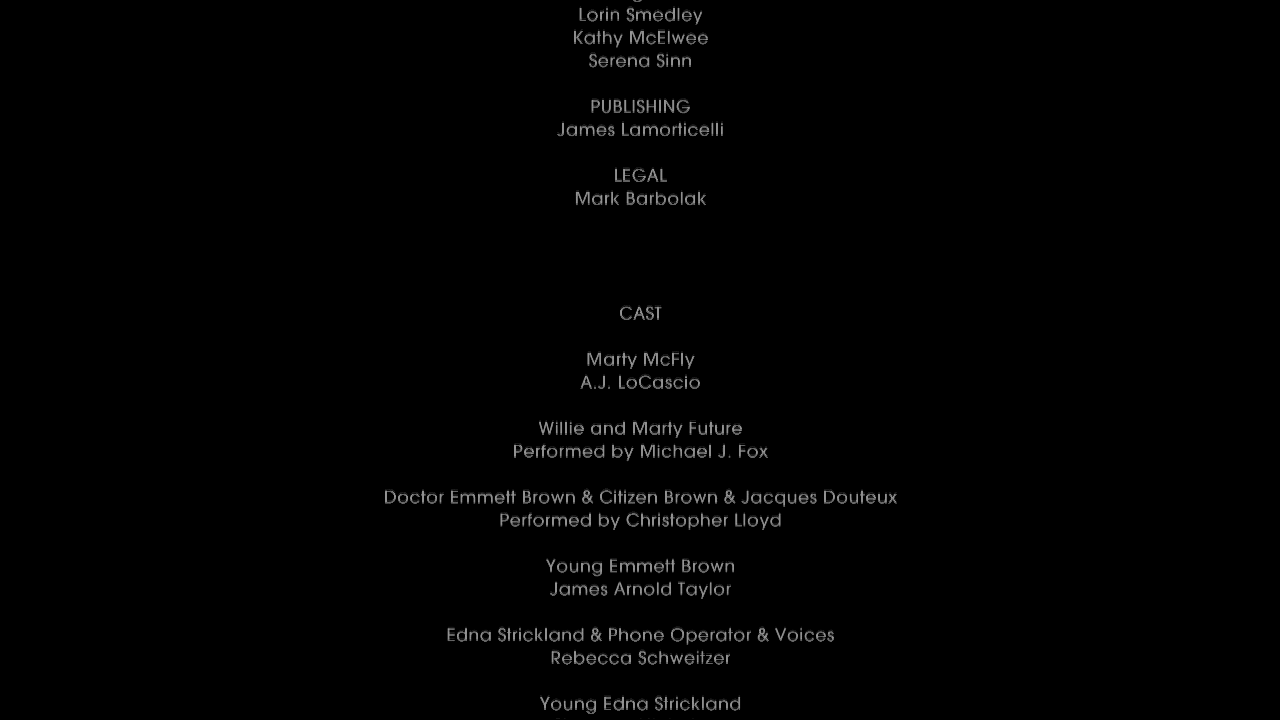 Lorin Smedley
Kathy McElwee
Serena Sinn
PUBLISHING
James Lamorticelli
LEGAL
Mark Barbolak
CAST
Marty McFly
A.J. LoCascio
Willie and Marty Future
Performed by Michael J. Fox
Doctor Emmett Brown & Citizen Brown & Jacques Douteux
Performed by Christopher Lloyd
Young Emmett Brown
James Arnold Taylor
Edna Strickland & Phone Operator & Voices
Rebecca Schweitzer
Young Edna Strickland